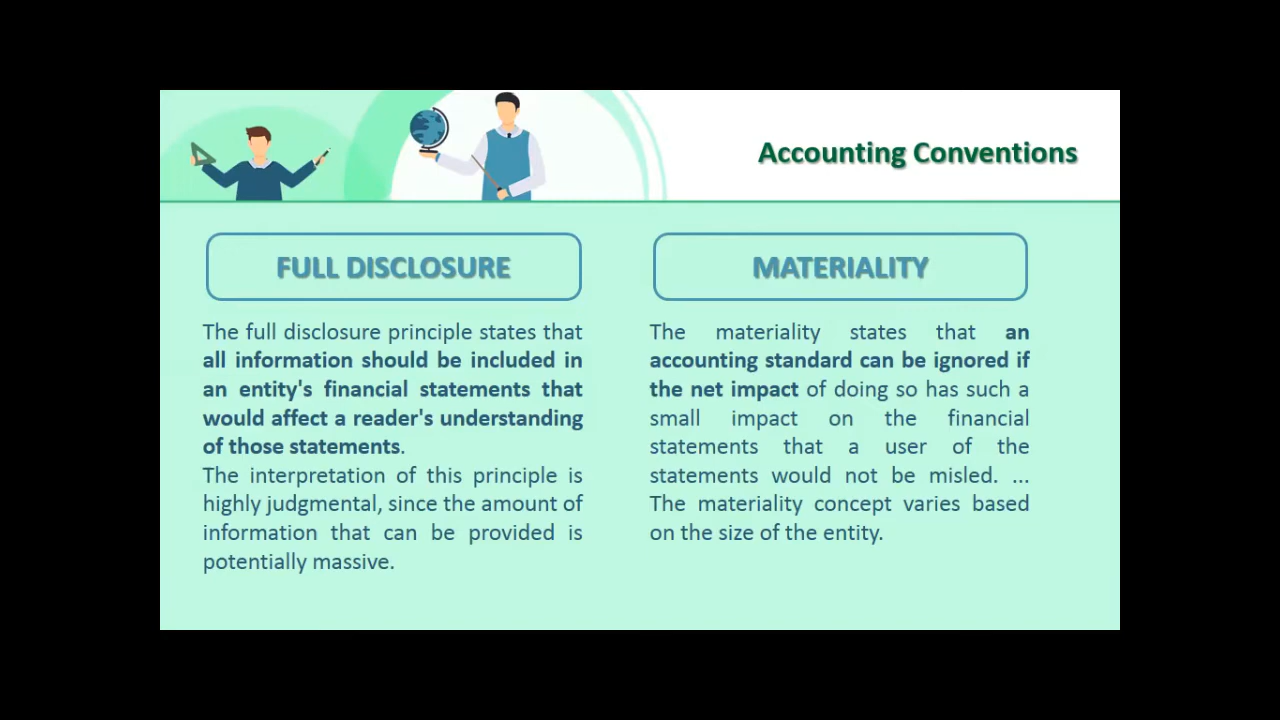 Accounting Conventions
FULL DISCLOSURE
The full disclosure principle states that
all information should be included in
an entity's financial statements that
would affect a reader's understanding
of those statements.
The interpretation of this principle is
highly judgmental, since the amount of
information that can be provided is
potentially massive.
MATERIALITY
The materiality states that an
accounting standard can be ignored if
the net impact of doing so has such a
small impact on the financial
statements that a user of the
statements would not be misled. ...
The materiality concept varies based
on the size of the entity.